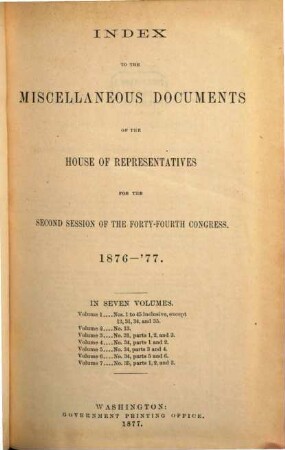 INDEX
TO THE
MISCELLANEOUS DOCUMENTS
OF THE
HOUSE OF REPRESENTATIVES
FOR THE
SECOND SESSION OF THE FORTY-FOURTH CONGRESS.
1876-'77.
IN SEVEN VOLUMES.
Volume 1....Nos. 1 to 45 inclusive, except
31, 34, and 35.
Volume 2....No.
Volume 3....No. parts 1, 2, and 3.
Volume 4....No. 34, parts 1 and 2.
Volume 5....No. 34, parts 3 and 4.
Volume 6....No. 34, parts 5 and 6.
Volume 7....No. parts 1, 2, and 3.
WASHINGTON:
GOVERNMENT PRINTING OFFICE.
1877.